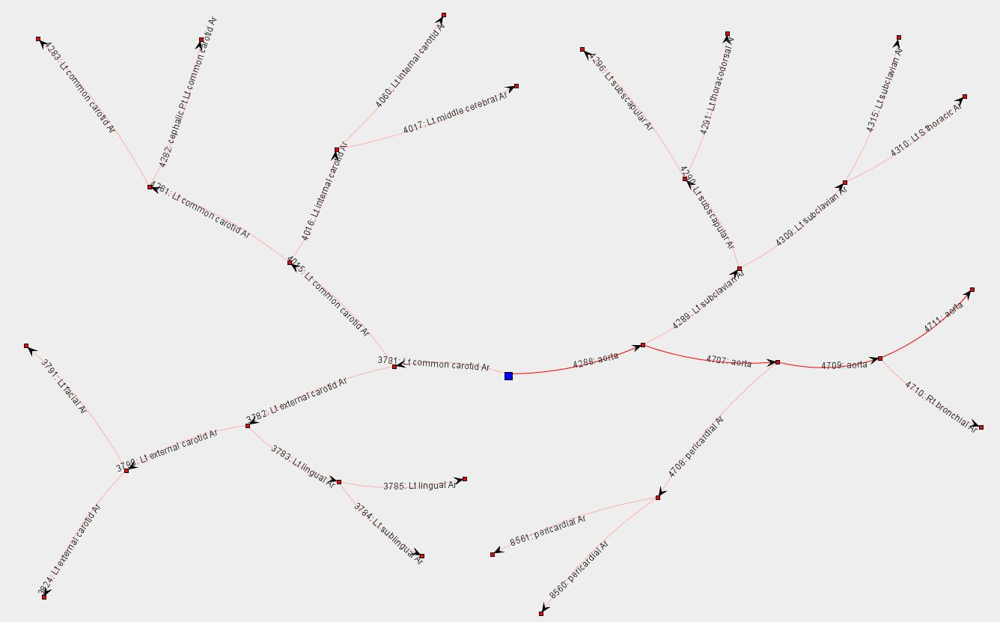 4283: Lt common carotid Ar
4282: cephalic Pt Lt common carotid Ar
4060: Lt internal carotid Ar
4017: Lt middle cerebral Ar
4296: Lt subscapular Ar
4291: Lt thoracodorsal Ar
4315: Lt subclavian Ar
4310: Lt S thoracic Ar
4281: Lt common carotid Ar
4016: Lt internal carotid Ar
4290: Lt subscapular Ar
4309: Lt subclavian Ar
4015: Lt common carotid Ar
4289: Lt subclavian Ar
4711: aorta
3781: Lt common carotid Ar
4288: aorta
4707: aorta
4709: aorta
3791: Lt facial Ar
3782: Lt external carotid Ar
4710: Rt bronchial Ar
3790: Lt external carotid Ar
3783: Lt lingual Ar
4708: pericardial Ar
3785: Lt lingual Ar
3784: Lt sublingual Ar
3824: Lt external carotid Ar
8561: pericardial Ar
8560: pericardial Ar